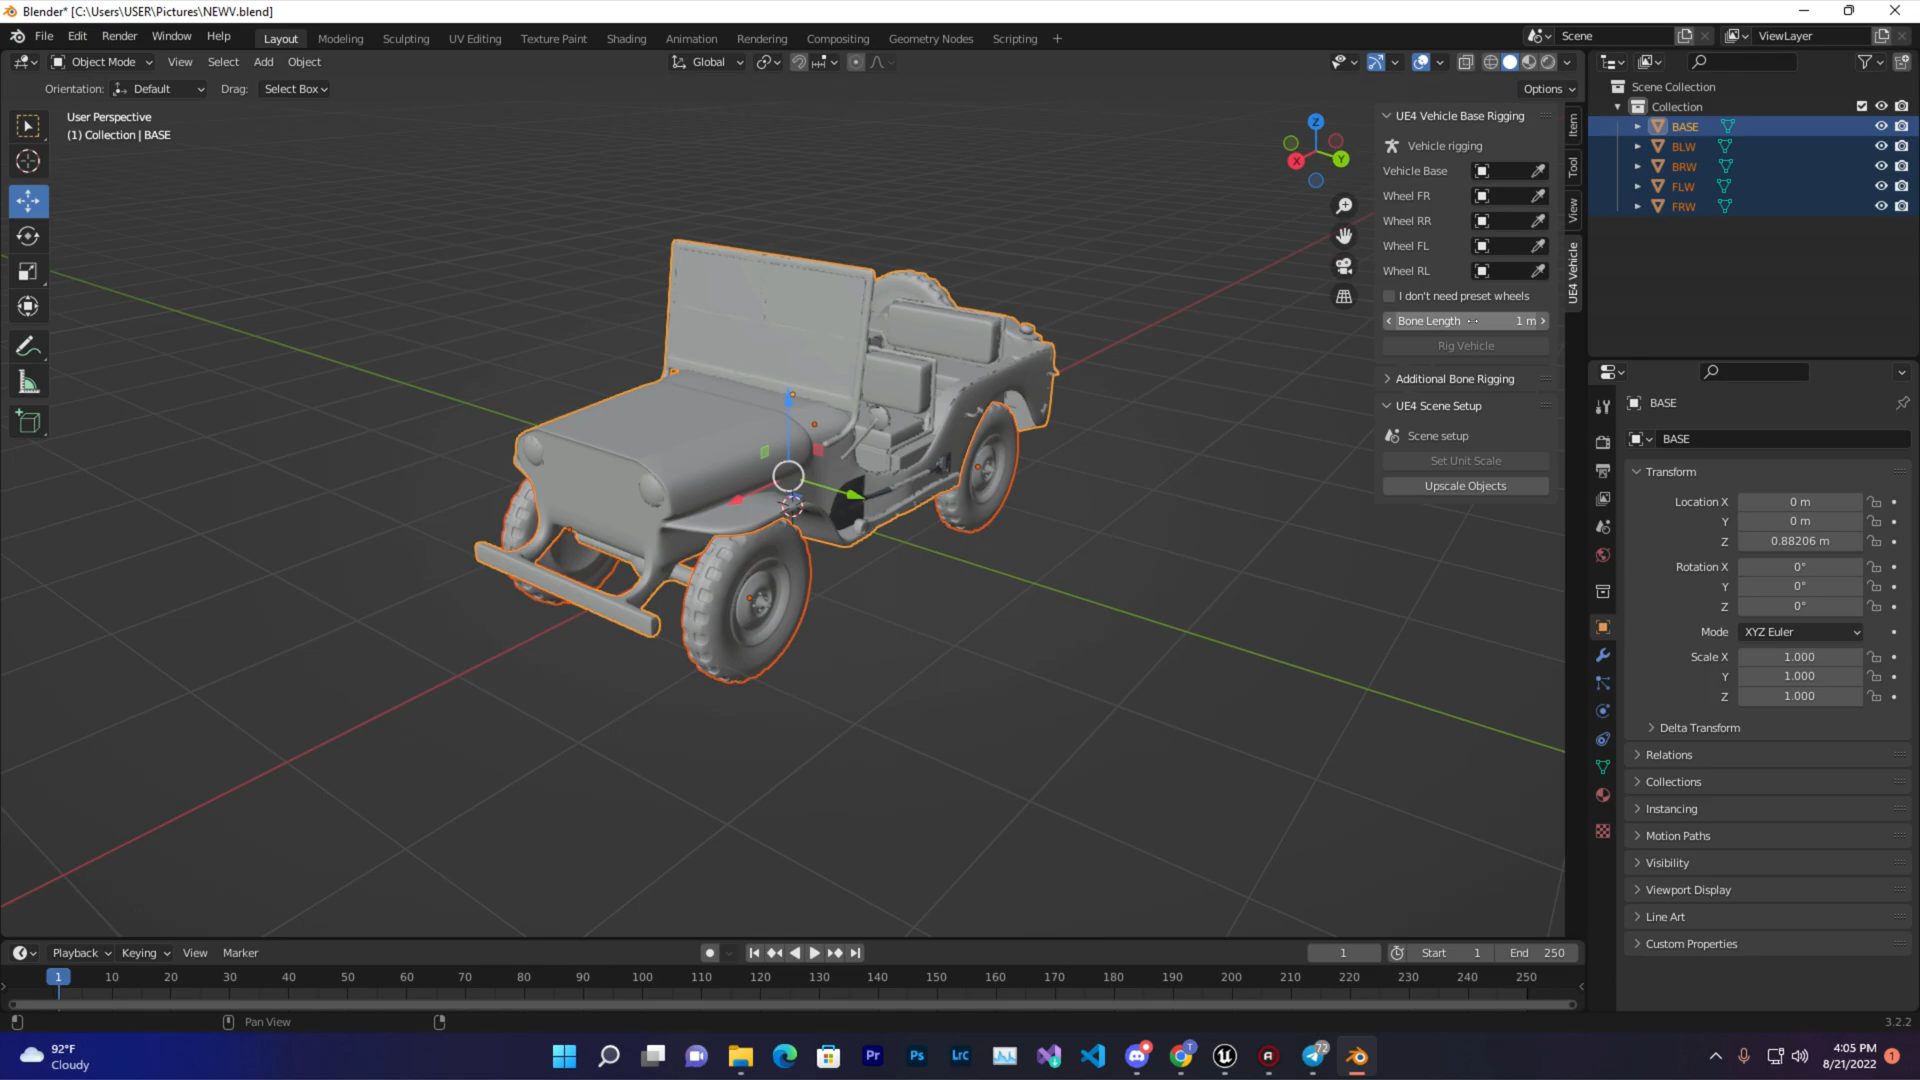 Blender* [C:\Users\USER\Pictures\NEWV.blend]
File Edit Render Window Help Layout Modeling Sculpting UV Editing Texture Paint Shading Animation Rendering Compositing Geometry Nodes Scripting + Scene ViewLayer
Object Mode View Select Add Object Global
Orientation: Default Drag: Select Box Options
User Perspective
(1) Collection | BASE
Z
Y
X
UE4 Vehicle Base Rigging
Vehicle rigging
Vehicle Base
Wheel FR
Wheel RR
Wheel FL
Wheel RL
I don't need preset wheels
Bone Length 1 m
Rig Vehicle
Additional Bone Rigging
UE4 Scene Setup
Scene setup
Set Unit Scale
Upscale Objects
Item
Tool
View
UE4 Vehicle
Scene Collection
Collection
BASE
BLW
BRW
FLW
FRW
BASE
BASE
Transform
Location X 0 m
Y 0 m
Z 0.88206 m
Rotation X 0°
Y 0°
Z 0°
Mode XYZ Euler
Scale X 1.000
Y 1.000
Z 1.000
Delta Transform
Relations
Collections
Instancing
Motion Paths
Visibility
Viewport Display
Line Art
Custom Properties
Playback Keying View Marker 1 Start 1 End 250
1 10 20 30 40 50 60 70 80 90 100 110 120 130 140 150 160 170 180 190 200 210 220 230 240 250
Pan View 3.2.2
92°F
Cloudy
Pr Ps LrC T 72
4:05 PM
8/21/2022 1